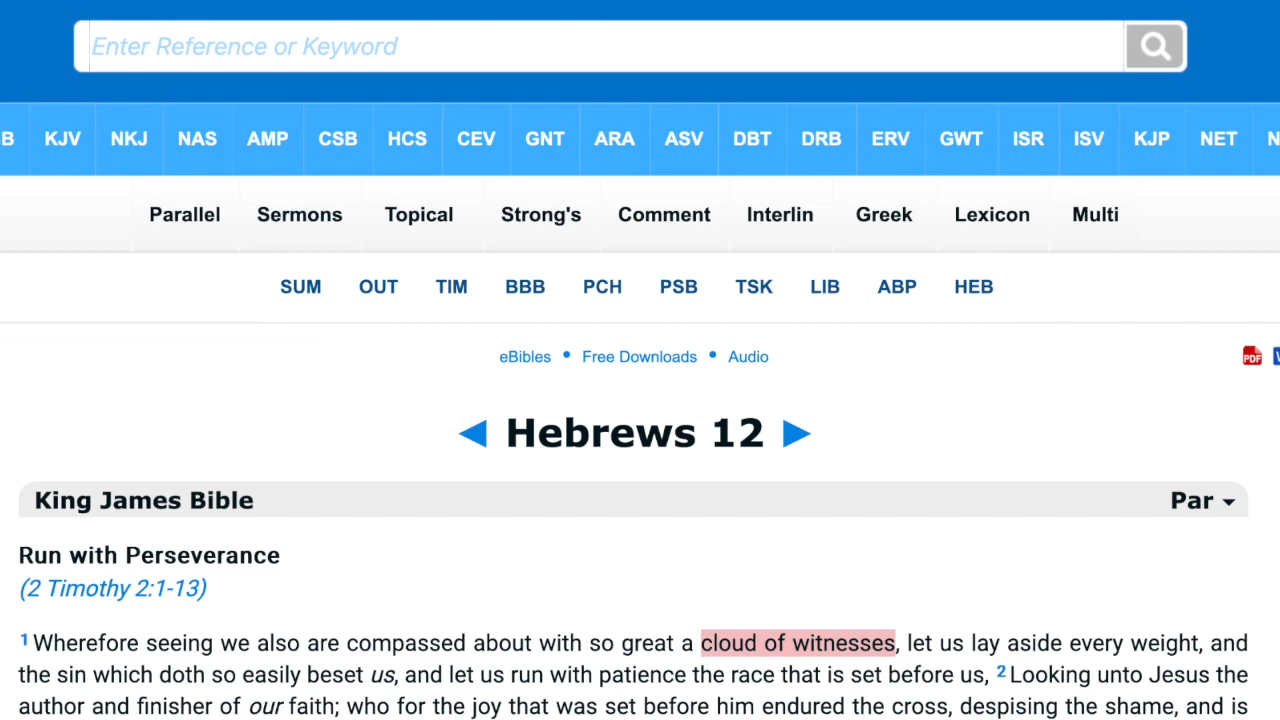 Enter Reference or Keyword
B KJV NKJ NAS AMP CSB HCS CEV GNT ARA ASV DBT DRB ERV GWT ISR ISV KJP NET N
Parallel Sermons Topical Strong's Comment Interlin Greek Lexicon Multi
SUM OUT TIM BBB PCH PSB TSK LIB ABP HEB
eBibles • Free Downloads • Audio
PDF
◄ Hebrews 12 ►
King James Bible Par
Run with Perseverance
(2 Timothy 2:1-13)
1 Wherefore seeing we also are compassed about with so great a cloud of witnesses, let us lay aside every weight, and
the sin which doth so easily beset us, and let us run with patience the race that is set before us, 2 Looking unto Jesus the
author and finisher of our faith; who for the joy that was set before him endured the cross, despising the shame, and is